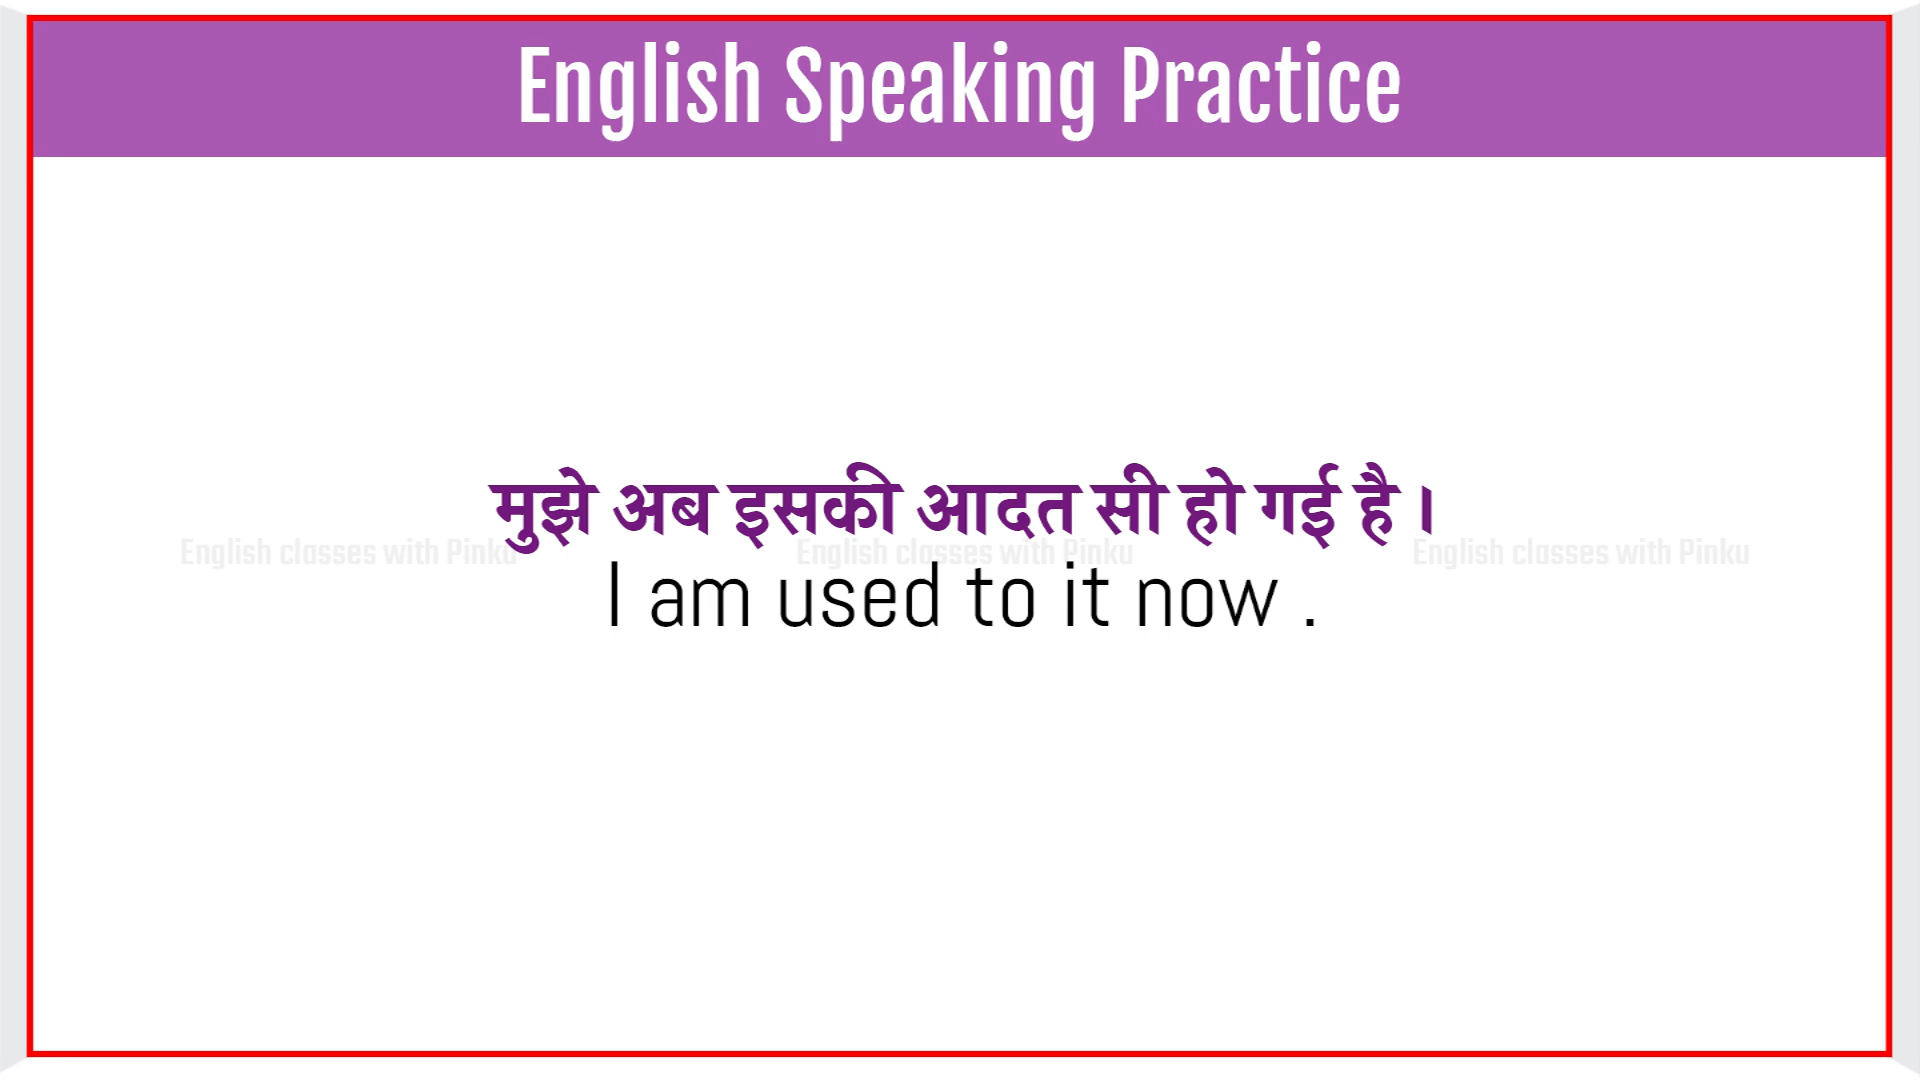 English Speaking Practice
मुझे अब इसकी आदत सी हो गई है।
English classes with Pinku English classes with Pinku English classes with Pinku
I am used to it now .